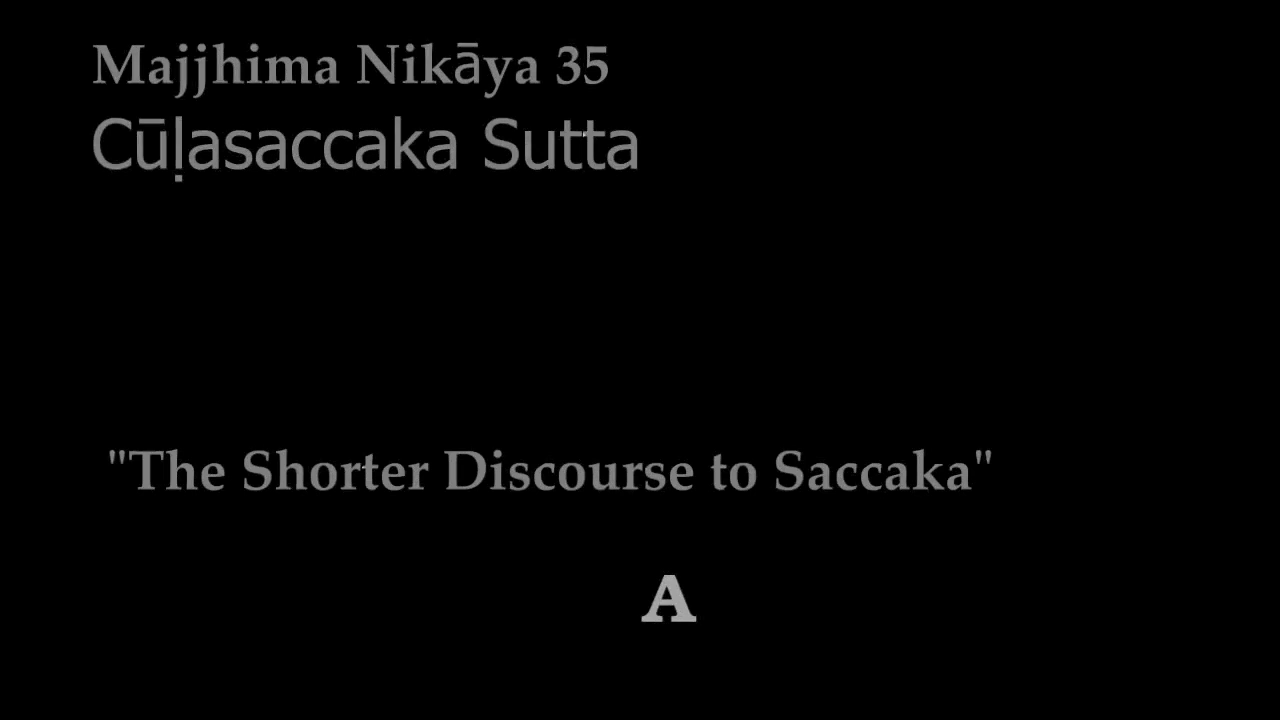 Majjhima Nikāya 35
Cūḷasaccaka Sutta
"The Shorter Discourse to Saccaka"
A